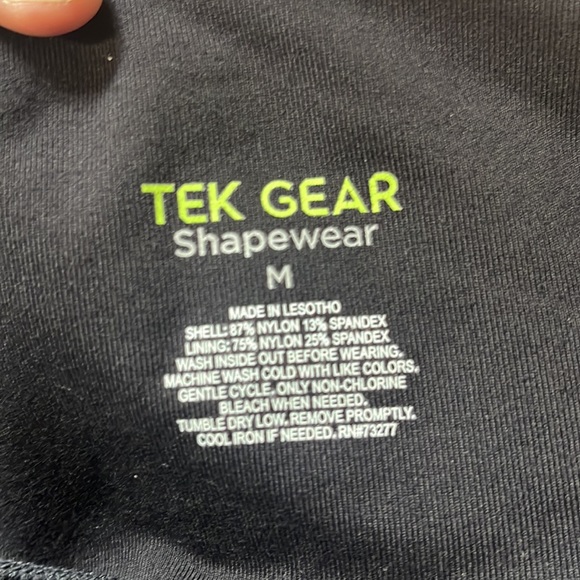 TEK GEAR
Shapewear
M
MADE IN LESOTHO
SHELL: 87% NYLON 13% SPANDEX
LINING: 75% NYLON 25% SPANDEX
WASH INSIDE OUT BEFORE WEARING.
MACHINE WASH COLD WITH LIKE COLORS.
GENTLE CYCLE. ONLY NON-CHLORINE
BLEACH WHEN NEEDED.
TUMBLE DRY LOW. REMOVE PROMPTLY.
COOL IRON IF NEEDED. RN#73277